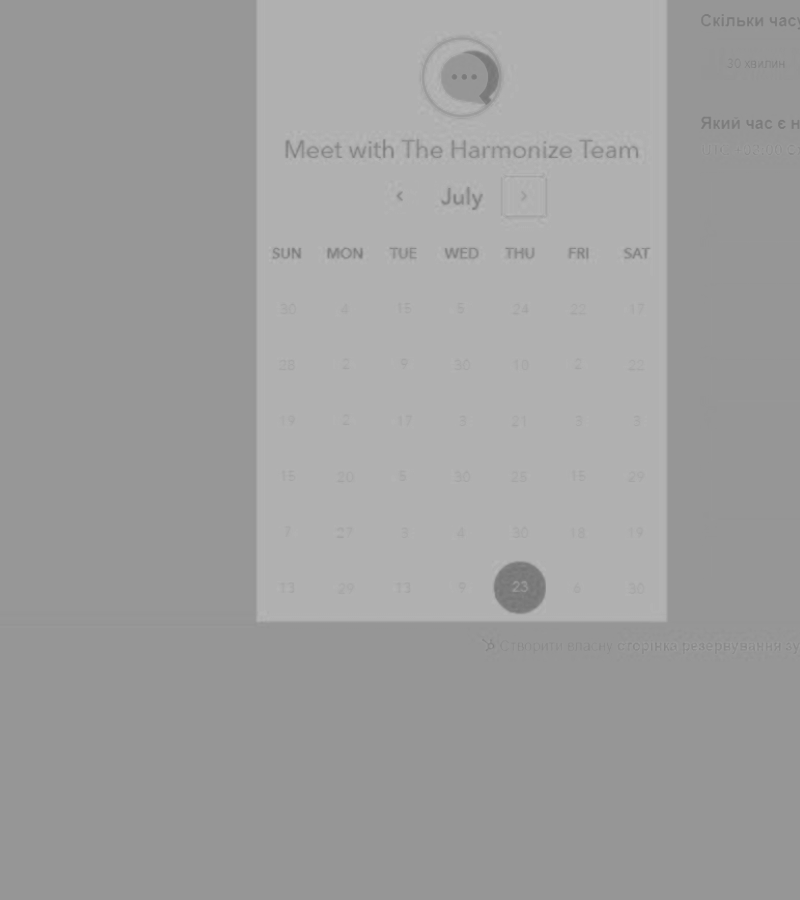 Meet with The Harmonize Team
July
SUN MON TUE WED THU FRI SAT
30 4 15 5 24 22 17
28 2 9 30 10 2 22
19 2 17 3 21 3 3
15 20 5 30 25 15 29
7 27 3 4 30 18 19
13 29 13 9 23 6 30
Скільки часу
30 хвилин
Який час є н
Створити власну сторінка резервування зу